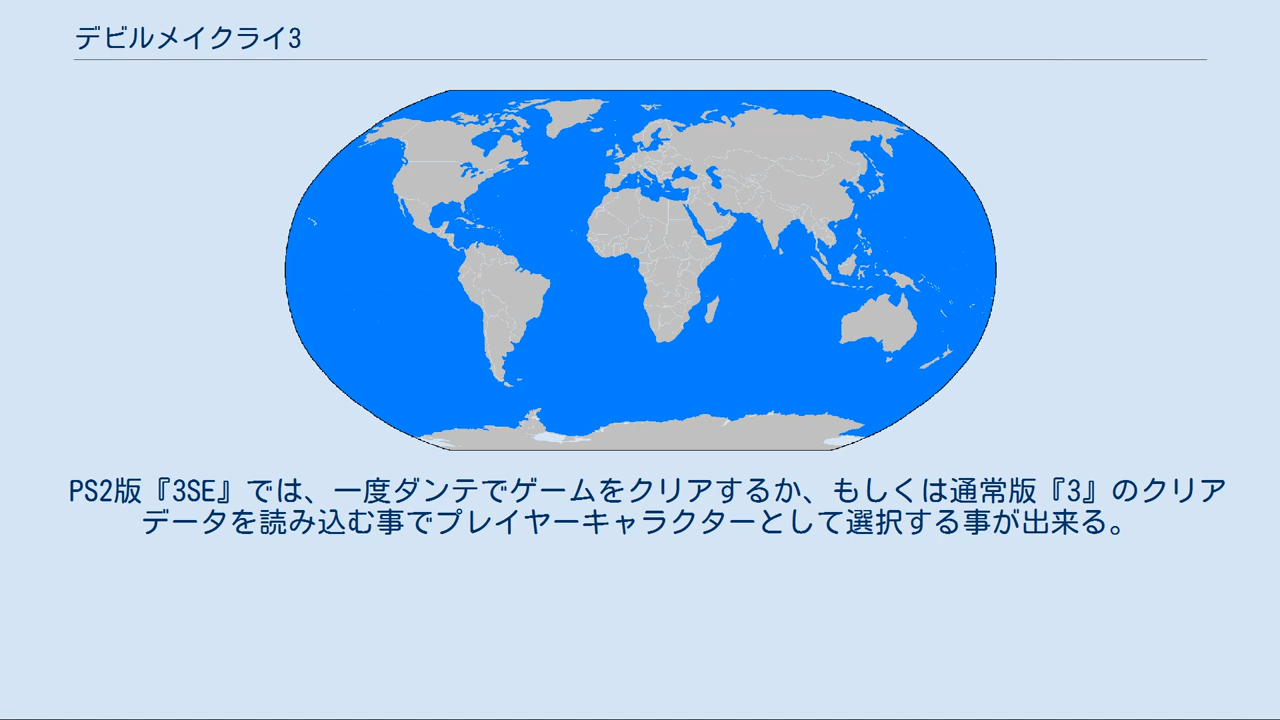 デビルメイクライ3
PS2版『3SE』では、一度ダンテでゲームをクリアするか、もしくは通常版『3』のクリア
データを読み込む事でプレイヤーキャラクターとして選択する事が出来る。